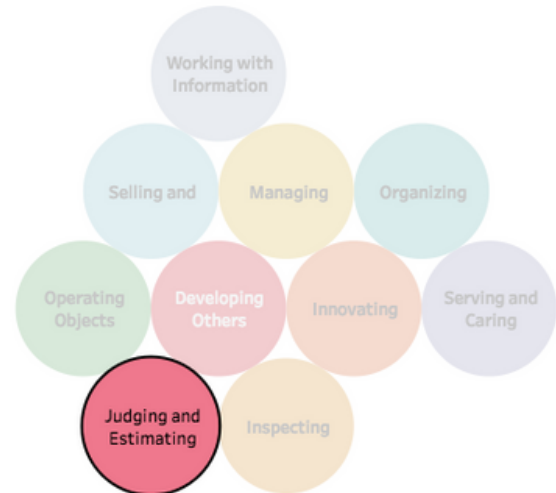 Working with
Information
Selling and
Managing
Organizing
Operating
Objects
Developing
Others
Innovating
Serving and
Caring
Judging and
Estimating
Inspecting